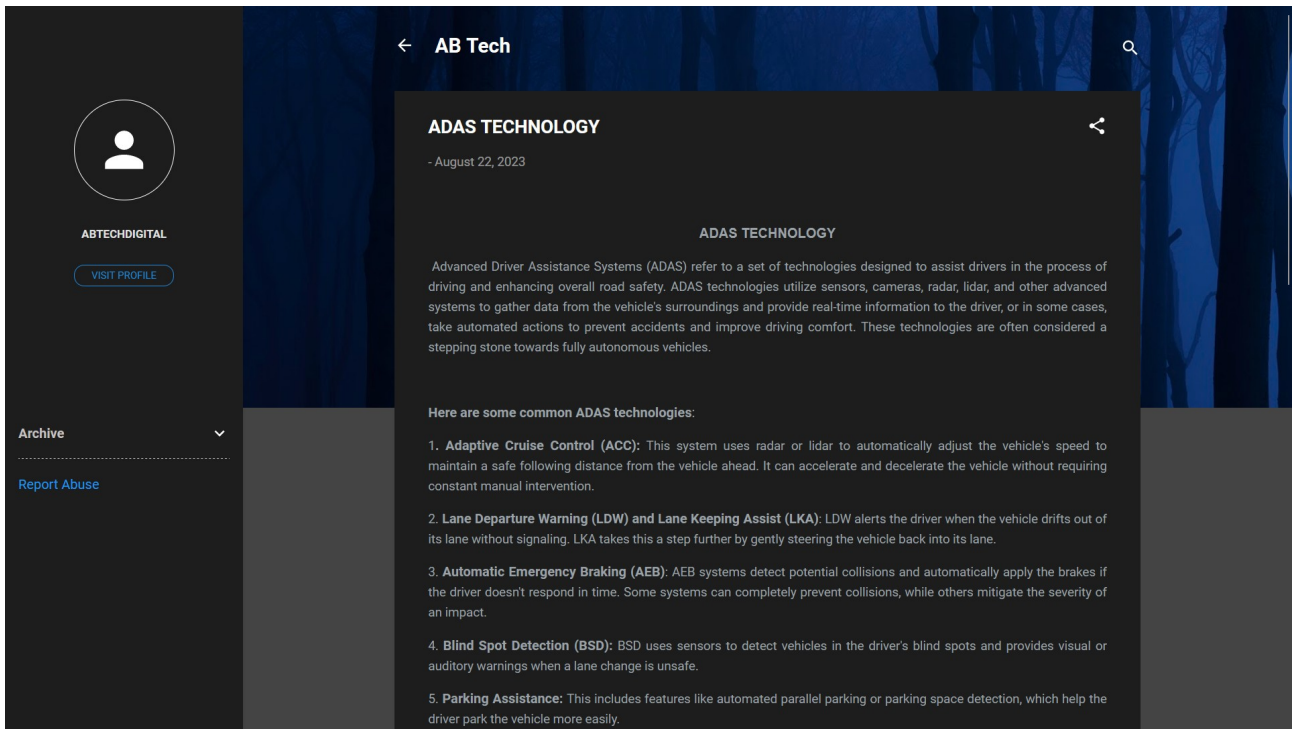 AB Tech
ABTECHDIGITAL
VISIT PROFILE
Archive
Report Abuse
ADAS TECHNOLOGY
- August 22, 2023
ADAS TECHNOLOGY
Advanced Driver Assistance Systems (ADAS) refer to a set of technologies designed to assist drivers in the process of
driving and enhancing overall road safety. ADAS technologies utilize sensors, cameras, radar, lidar, and other advanced
systems to gather data from the vehicle's surroundings and provide real-time information to the driver, or in some cases,
take automated actions to prevent accidents and improve driving comfort. These technologies are often considered a
stepping stone towards fully autonomous vehicles.
Here are some common ADAS technologies:
1. Adaptive Cruise Control (ACC): This system uses radar or lidar to automatically adjust the vehicle's speed to
maintain a safe following distance from the vehicle ahead. It can accelerate and decelerate the vehicle without requiring
constant manual intervention.
2. Lane Departure Warning (LDW) and Lane Keeping Assist (LKA): LDW alerts the driver when the vehicle drifts out of
its lane without signaling. LKA takes this a step further by gently steering the vehicle back into its lane.
3. Automatic Emergency Braking (AEB): AEB systems detect potential collisions and automatically apply the brakes if
the driver doesn't respond in time. Some systems can completely prevent collisions, while others mitigate the severity of
an impact.
4. Blind Spot Detection (BSD): BSD uses sensors to detect vehicles in the driver's blind spots and provides visual or
auditory warnings when a lane change is unsafe.
5. Parking Assistance: This includes features like automated parallel parking or parking space detection, which help the
driver park the vehicle more easily.